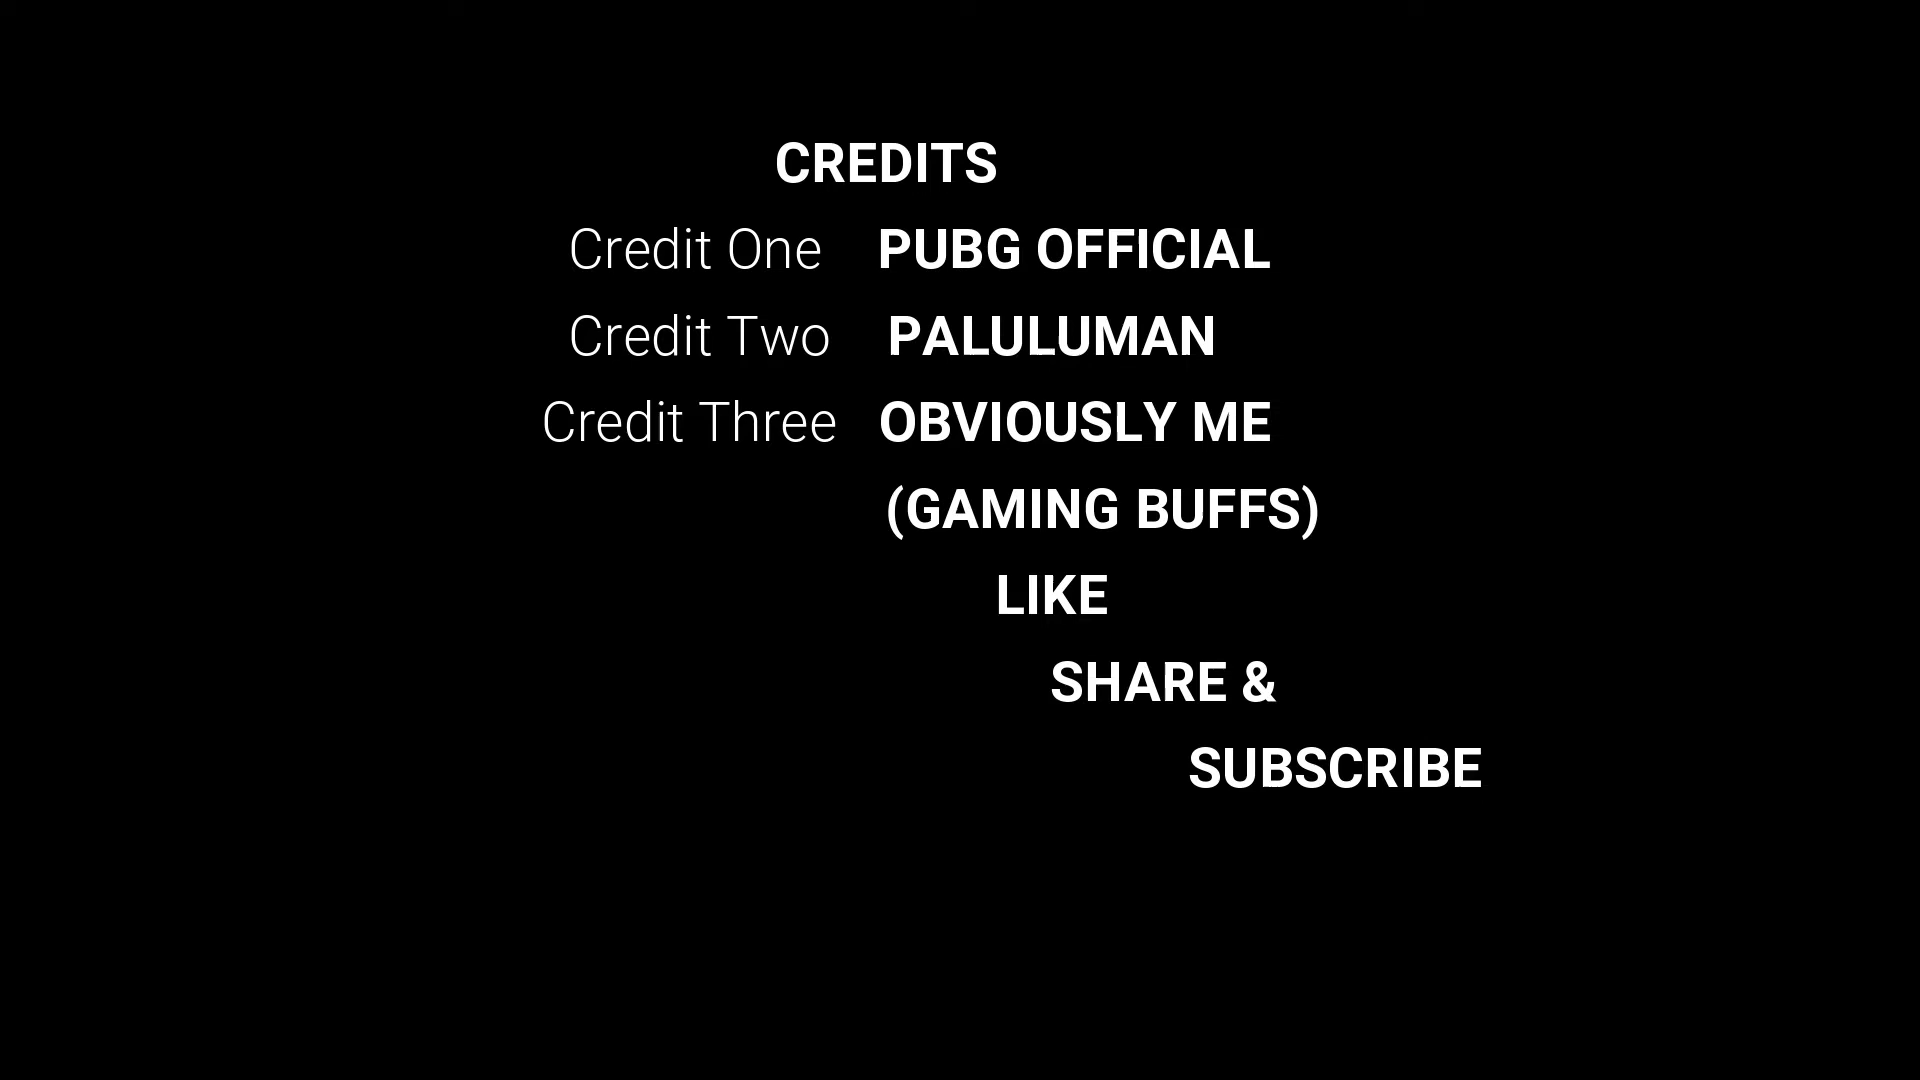 CREDITS
Credit One PUBG OFFICIAL
Credit Two PALULUMAN
Credit Three OBVIOUSLY ME
(GAMING BUFFS)
LIKE
SHARE &
SUBSCRIBE